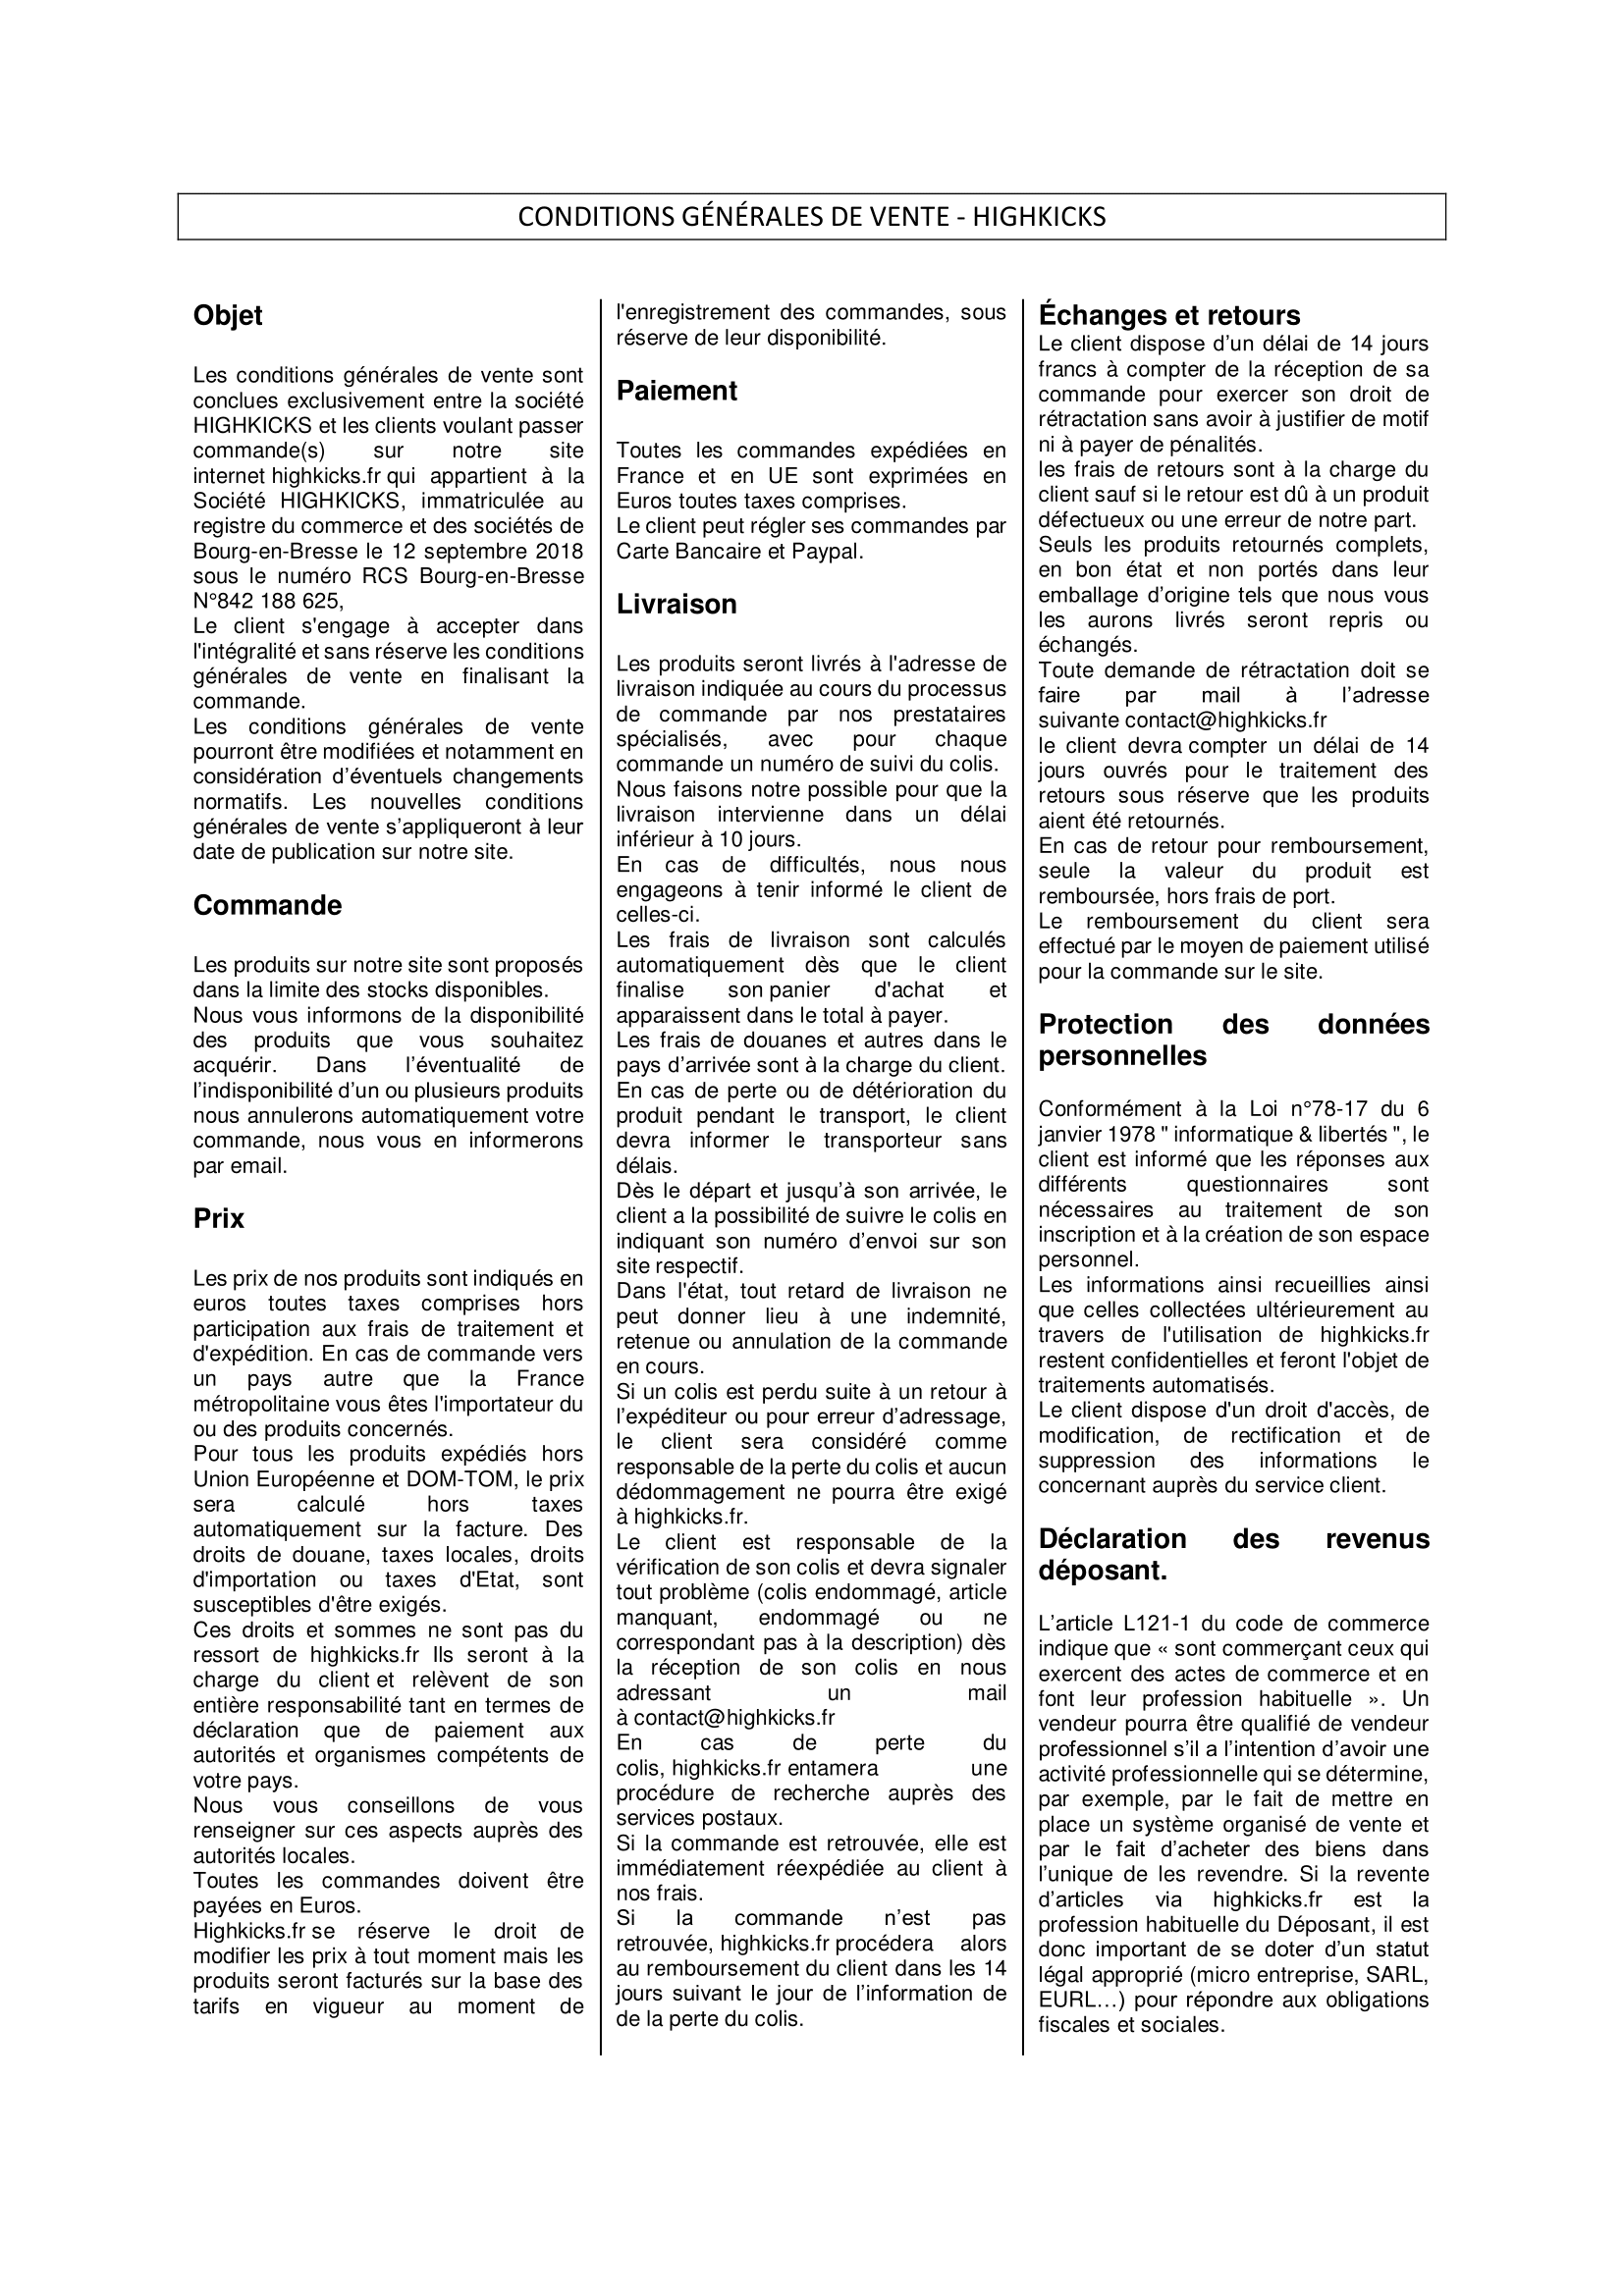 CONDITIONS GÉNÉRALES DE VENTE - HIGHKICKS
Objet
Les conditions générales de vente sont
conclues exclusivement entre la société
HIGHKICKS et les clients voulant passer
commande(s) sur notre site
internet highkicks.fr qui appartient à la
Société HIGHKICKS, immatriculée au
registre du commerce et des sociétés de
Bourg-en-Bresse le 12 septembre 2018
sous le numéro RCS Bourg-en-Bresse
N°842 188 625,
Le client s'engage à accepter dans
l'intégralité et sans réserve les conditions
générales de vente en finalisant la
commande.
Les conditions générales de vente
pourront être modifiées et notamment en
considération d’éventuels changements
normatifs. Les nouvelles conditions
générales de vente s’appliqueront à leur
date de publication sur notre site.
Commande
Les produits sur notre site sont proposés
dans la limite des stocks disponibles.
Nous vous informons de la disponibilité
des produits que vous souhaitez
acquérir. Dans l’éventualité de
l’indisponibilité d’un ou plusieurs produits
nous annulerons automatiquement votre
commande, nous vous en informerons
par email.
Prix
Les prix de nos produits sont indiqués en
euros toutes taxes comprises hors
participation aux frais de traitement et
d'expédition. En cas de commande vers
un pays autre que la France
métropolitaine vous êtes l'importateur du
ou des produits concernés.
Pour tous les produits expédiés hors
Union Européenne et DOM-TOM, le prix
sera calculé hors taxes
automatiquement sur la facture. Des
droits de douane, taxes locales, droits
d'importation ou taxes d'Etat, sont
susceptibles d'être exigés.
Ces droits et sommes ne sont pas du
ressort de highkicks.fr Ils seront à la
charge du client et relèvent de son
entière responsabilité tant en termes de
déclaration que de paiement aux
autorités et organismes compétents de
votre pays.
Nous vous conseillons de vous
renseigner sur ces aspects auprès des
autorités locales.
Toutes les commandes doivent être
payées en Euros.
Highkicks.fr se réserve le droit de
modifier les prix à tout moment mais les
produits seront facturés sur la base des
tarifs en vigueur au moment de
l'enregistrement des commandes, sous
réserve de leur disponibilité.
Paiement
Toutes les commandes expédiées en
France et en UE sont exprimées en
Euros toutes taxes comprises.
Le client peut régler ses commandes par
Carte Bancaire et Paypal.
Livraison
Les produits seront livrés à l'adresse de
livraison indiquée au cours du processus
de commande par nos prestataires
spécialisés, avec pour chaque
commande un numéro de suivi du colis.
Nous faisons notre possible pour que la
livraison intervienne dans un délai
inférieur à 10 jours.
En cas de difficultés, nous nous
engageons à tenir informé le client de
celles-ci.
Les frais de livraison sont calculés
automatiquement dès que le client
finalise son panier d'achat et
apparaissent dans le total à payer.
Les frais de douanes et autres dans le
pays d’arrivée sont à la charge du client.
En cas de perte ou de détérioration du
produit pendant le transport, le client
devra informer le transporteur sans
délais.
Dès le départ et jusqu’à son arrivée, le
client a la possibilité de suivre le colis en
indiquant son numéro d’envoi sur son
site respectif.
Dans l'état, tout retard de livraison ne
peut donner lieu à une indemnité,
retenue ou annulation de la commande
en cours.
Si un colis est perdu suite à un retour à
l’expéditeur ou pour erreur d’adressage,
le client sera considéré comme
responsable de la perte du colis et aucun
dédommagement ne pourra être exigé
à highkicks.fr.
Le client est responsable de la
vérification de son colis et devra signaler
tout problème (colis endommagé, article
manquant, endommagé ou ne
correspondant pas à la description) dès
la réception de son colis en nous
adressant un mail
à contact@highkicks.fr
En cas de perte du
colis, highkicks.fr entamera une
procédure de recherche auprès des
services postaux.
Si la commande est retrouvée, elle est
immédiatement réexpédiée au client à
nos frais.
Si la commande n’est pas
retrouvée, highkicks.fr procédera alors
au remboursement du client dans les 14
jours suivant le jour de l’information de
de la perte du colis.
Échanges et retours
Le client dispose d’un délai de 14 jours
francs à compter de la réception de sa
commande pour exercer son droit de
rétractation sans avoir à justifier de motif
ni à payer de pénalités.
les frais de retours sont à la charge du
client sauf si le retour est dû à un produit
défectueux ou une erreur de notre part.
Seuls les produits retournés complets,
en bon état et non portés dans leur
emballage d’origine tels que nous vous
les aurons livrés seront repris ou
échangés.
Toute demande de rétractation doit se
faire par mail à l’adresse
suivante contact@highkicks.fr
le client devra compter un délai de 14
jours ouvrés pour le traitement des
retours sous réserve que les produits
aient été retournés.
En cas de retour pour remboursement,
seule la valeur du produit est
remboursée, hors frais de port.
Le remboursement du client sera
effectué par le moyen de paiement utilisé
pour la commande sur le site.
Protection des données
personnelles
Conformément à la Loi n°78-17 du 6
janvier 1978 " informatique & libertés ", le
client est informé que les réponses aux
différents questionnaires sont
nécessaires au traitement de son
inscription et à la création de son espace
personnel.
Les informations ainsi recueillies ainsi
que celles collectées ultérieurement au
travers de l'utilisation de highkicks.fr
restent confidentielles et feront l'objet de
traitements automatisés.
Le client dispose d'un droit d'accès, de
modification, de rectification et de
suppression des informations le
concernant auprès du service client.
Déclaration des revenus
déposant.
L’article L121-1 du code de commerce
indique que « sont commerçant ceux qui
exercent des actes de commerce et en
font leur profession habituelle ». Un
vendeur pourra être qualifié de vendeur
professionnel s’il a l’intention d’avoir une
activité professionnelle qui se détermine,
par exemple, par le fait de mettre en
place un système organisé de vente et
par le fait d’acheter des biens dans
l’unique de les revendre. Si la revente
d’articles via highkicks.fr est la
profession habituelle du Déposant, il est
donc important de se doter d’un statut
légal approprié (micro entreprise, SARL,
EURL…) pour répondre aux obligations
fiscales et sociales.